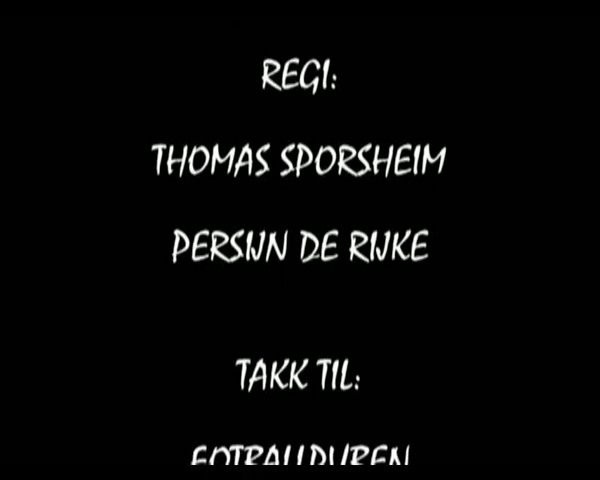 REGI:
THOMAS SPORSHEIM
PERSIJN DE RIJKE
TAKK TIL: